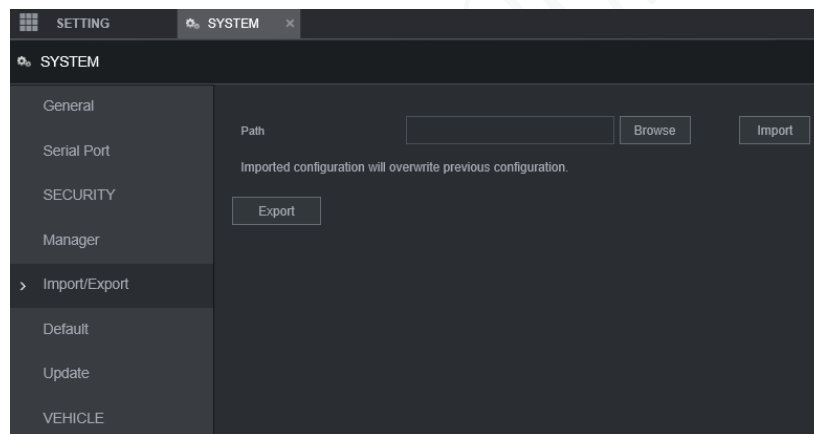 SETTING
SYSTEM ×
SYSTEM
General
Serial Port
SECURITY
Manager
Import/Export
Default
Update
VEHICLE
Path
Browse
Import
Imported configuration will overwrite previous configuration.
Export